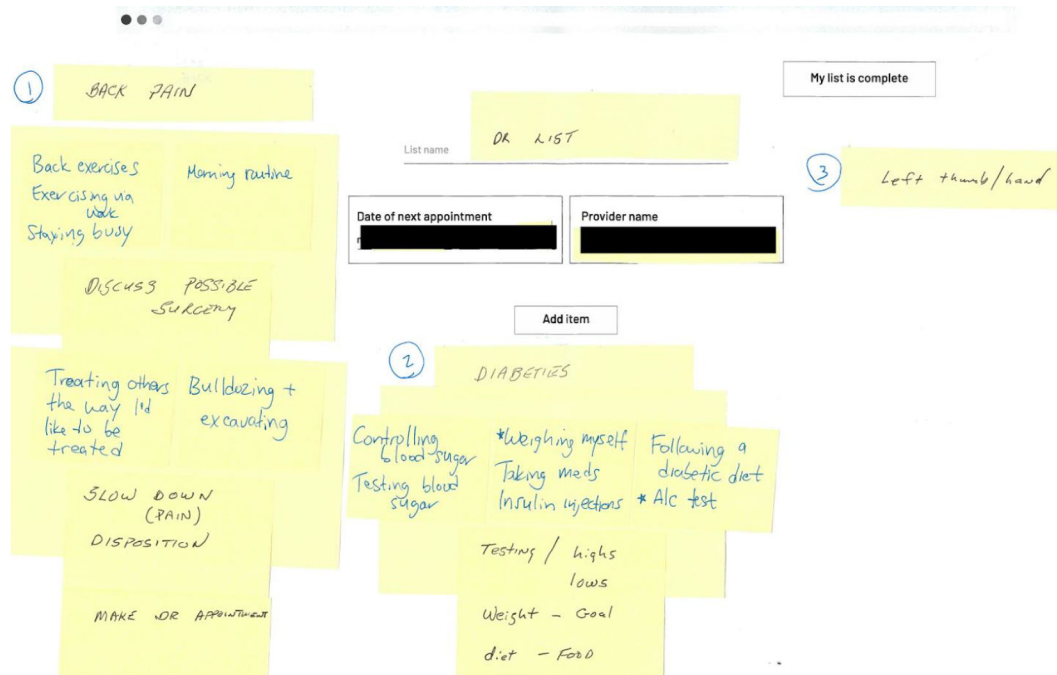 My list is complete
List name
DR LIST
Date of next appointment
Provider name
Add item
1
BACK PAIN
Back exercises
Exercising via
work
Staying busy
Morning routine
DISCUSS POSSIBLE
SURGERY
Treating others
the way I'd
like to be
treated
Bulldozing +
excavating
SLOW DOWN
(PAIN)
DISPOSITION
MAKE DR APPOINTMENT
2
DIABETIES
Controlling
blood sugar
Testing blood
sugar
*Weighing myself
Taking meds
Insulin injections
Following a
diabetic diet
* A1c test
Testing / highs
lows
Weight - Goal
diet - FOOD
3
Left thumb/hand